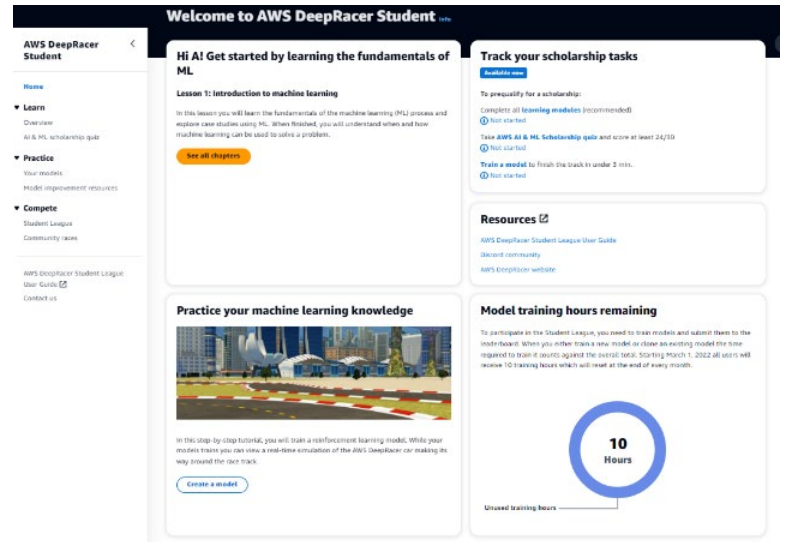 Welcome to AWS DeepRacer Student Info
AWS DeepRacer
Student
Home
Learn
Overview
AI & ML scholarship quiz
Practice
Your models
Model improvement resources
Compete
Student League
Community races
AWS DeepRacer Student League
User Guide
Contact us
Hi A! Get started by learning the fundamentals of
ML
Lesson 1: Introduction to machine learning
In this lesson you will learn the fundamentals of the machine learning (ML) process and
explore case studies using ML. When finished, you will understand when and how
machine learning can be used to solve a problem.
See all chapters
Track your scholarship tasks
Available now
To prequalify for a scholarship:
Complete all learning modules (recommended)
Not started
Take AWS AI & ML Scholarship quiz and score at least 24/30
Not started
Train a model to finish the track in under 3 min.
Not started
Resources
AWS DeepRacer Student League User Guide
Discord community
AWS DeepRacer website
Practice your machine learning knowledge
In this step-by-step tutorial, you will train a reinforcement learning model. While your
models trains you can view a real-time simulation of the AWS DeepRacer car making its
way around the race track.
Create a model
Model training hours remaining
To participate in the Student League, you need to train models and submit them to the
leaderboard. When you either train a new model or clone an existing model the time
required to train it counts against the overall total. Starting March 1, 2022 all users will
receive 10 training hours which will reset at the end of every month.
10
Hours
Unused training hours